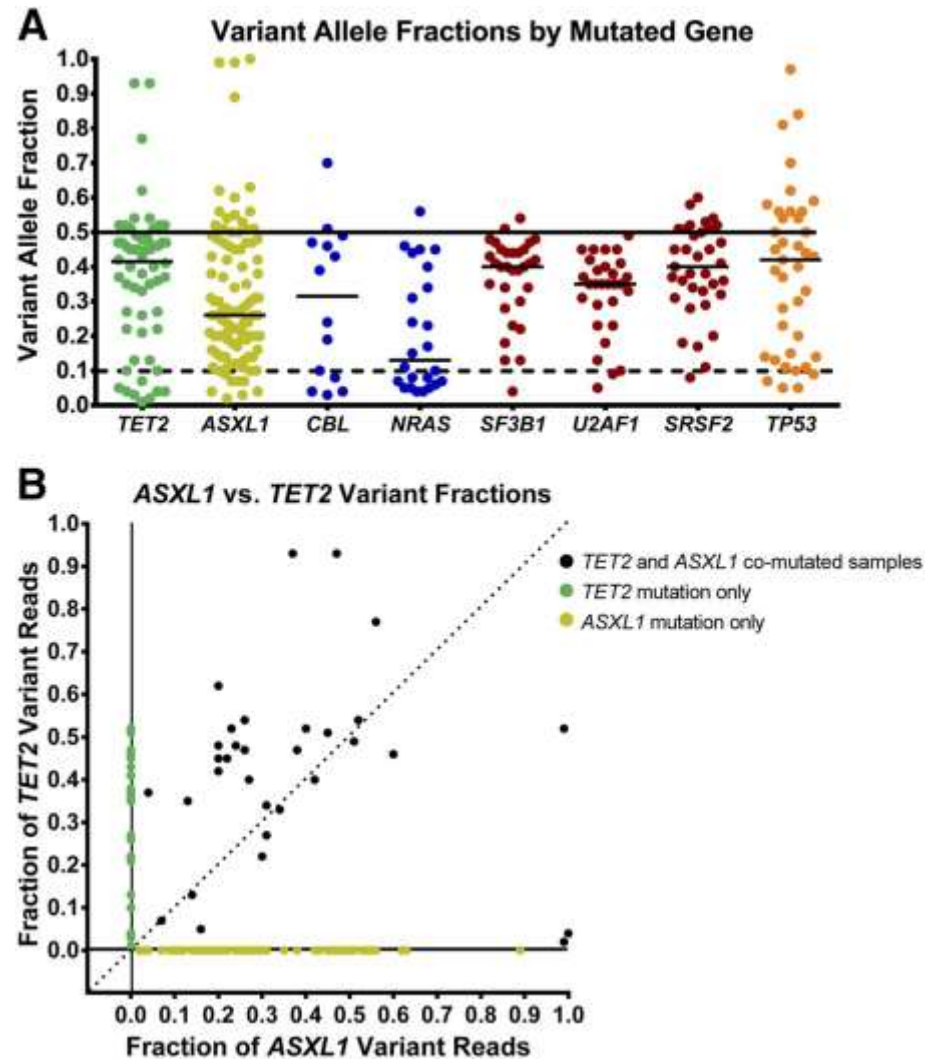 A
Variant Allele Fractions by Mutated Gene
Variant Allele Fraction
1.0
0.9
0.8
0.7
0.6
0.5
0.4
0.3
0.2
0.1
0.0
TET2 ASXL1 CBL NRAS SF3B1 U2AF1 SRSF2 TP53
B
ASXL1 vs. TET2 Variant Fractions
Fraction of TET2 Variant Reads
1.0
0.9
0.8
0.7
0.6
0.5
0.4
0.3
0.2
0.1
0.0
TET2 and ASXL1 co-mutated samples
TET2 mutation only
ASXL1 mutation only
0.0 0.1 0.2 0.3 0.4 0.5 0.6 0.7 0.8 0.9 1.0
Fraction of ASXL1 Variant Reads